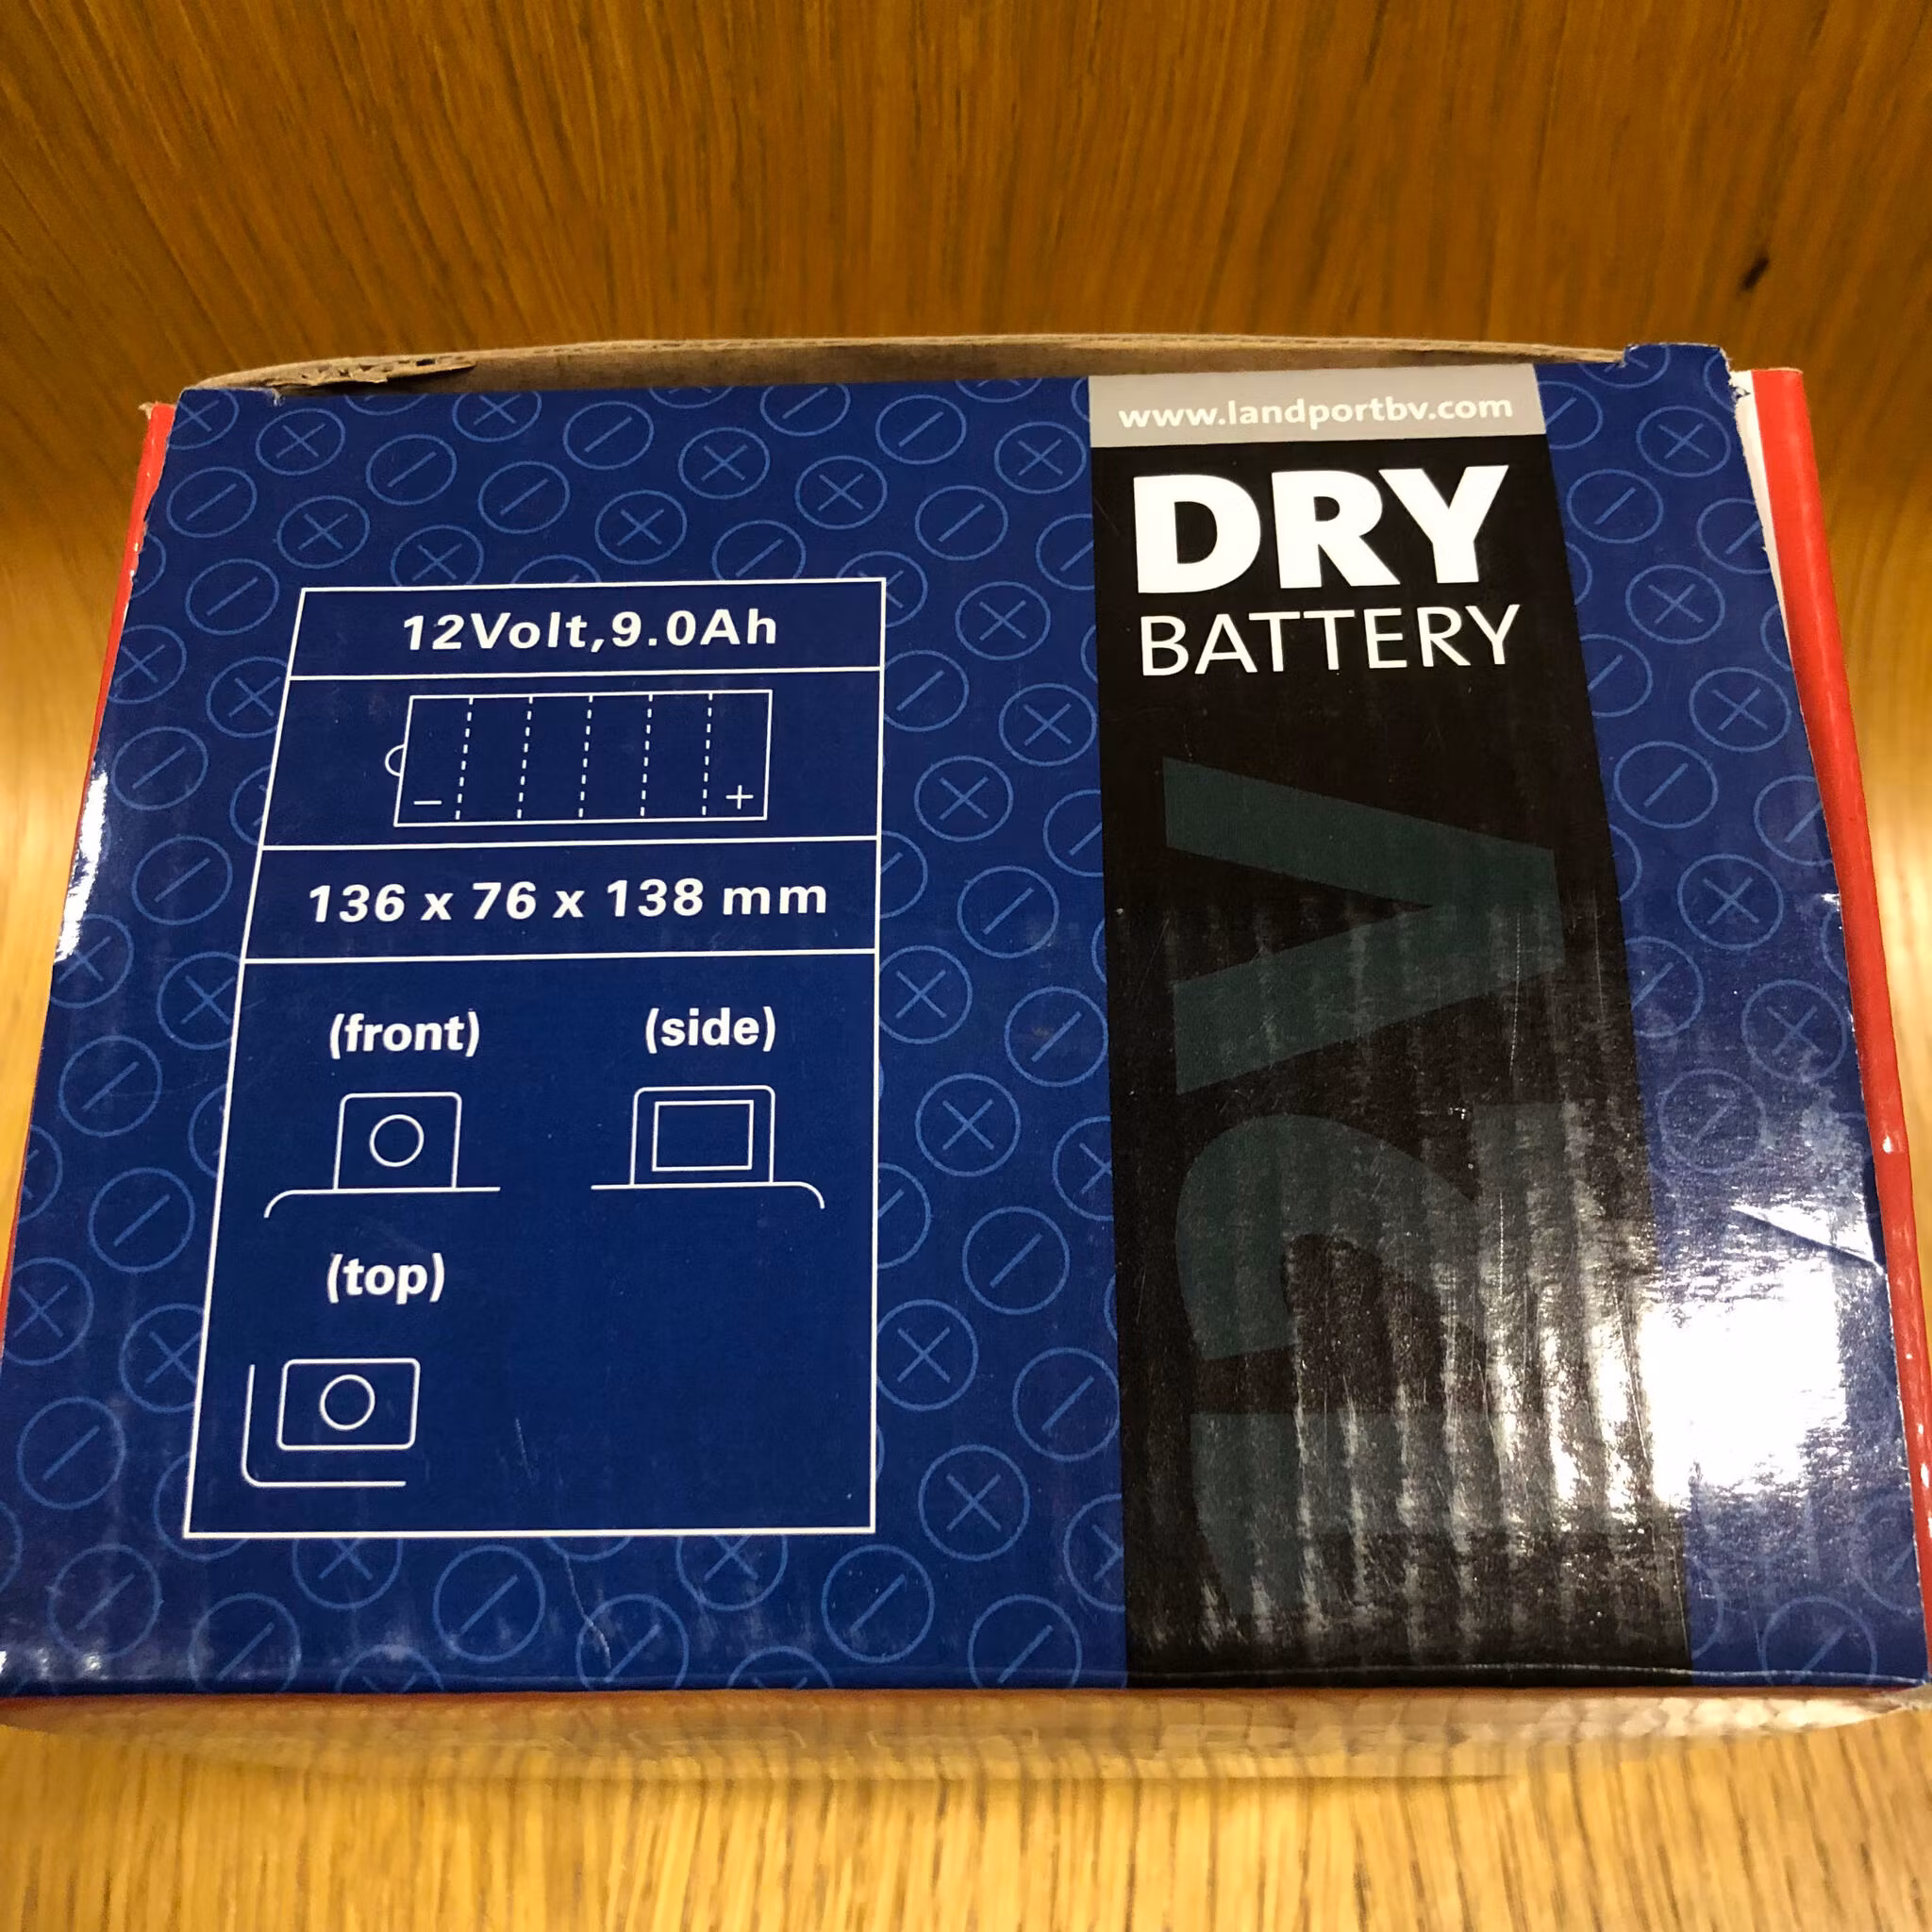 www.landportbv.com
DRY
BATTERY
12Volt,9.0Ah
− +
136 x 76 x 138 mm
(front) (side)
(top)
12V